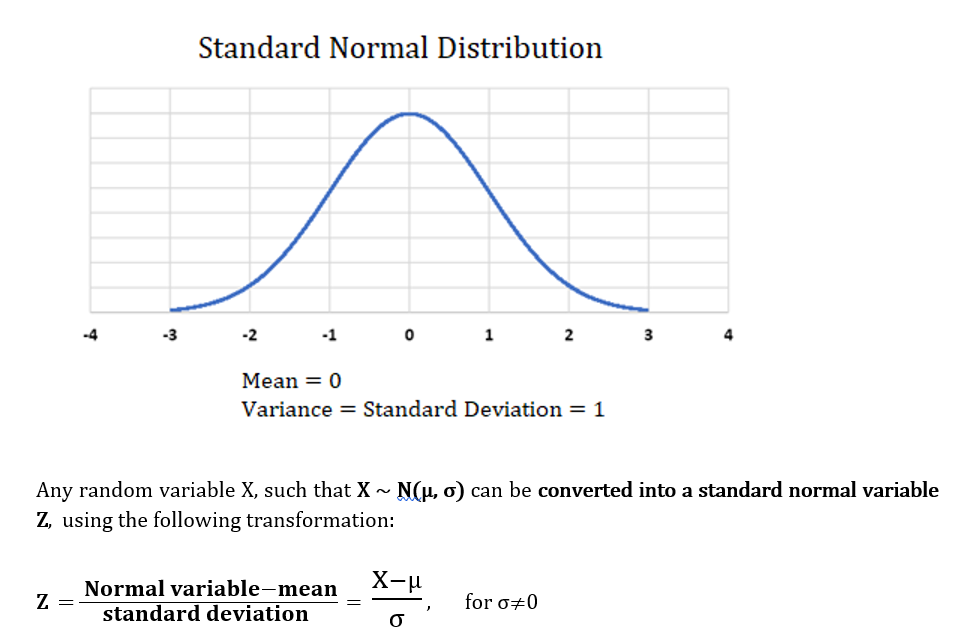 Standard Normal Distribution
-4 -3 -2 -1 0 1 2 3 4
Mean = 0
Variance = Standard Deviation = 1
Any random variable X, such that X ~ N(μ, σ) can be converted into a standard normal variable
Z, using the following transformation:
Z = Normal variable−mean / standard deviation = X−μ / σ, for σ≠0